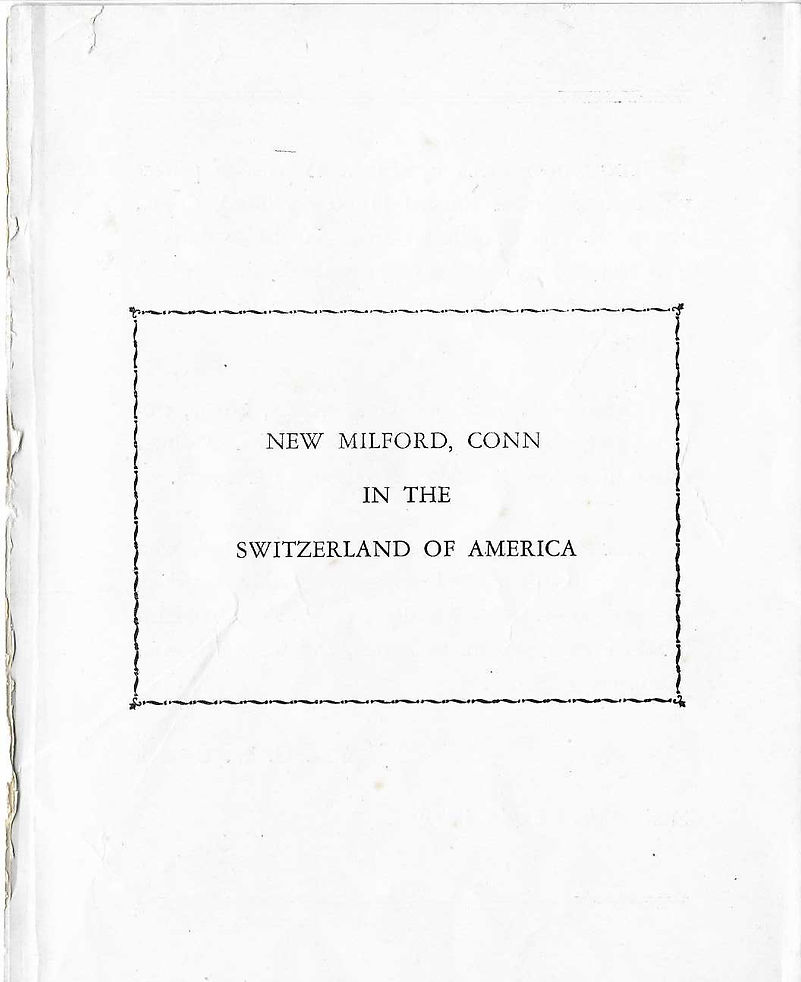 NEW MILFORD, CONN
IN THE
SWITZERLAND OF AMERICA